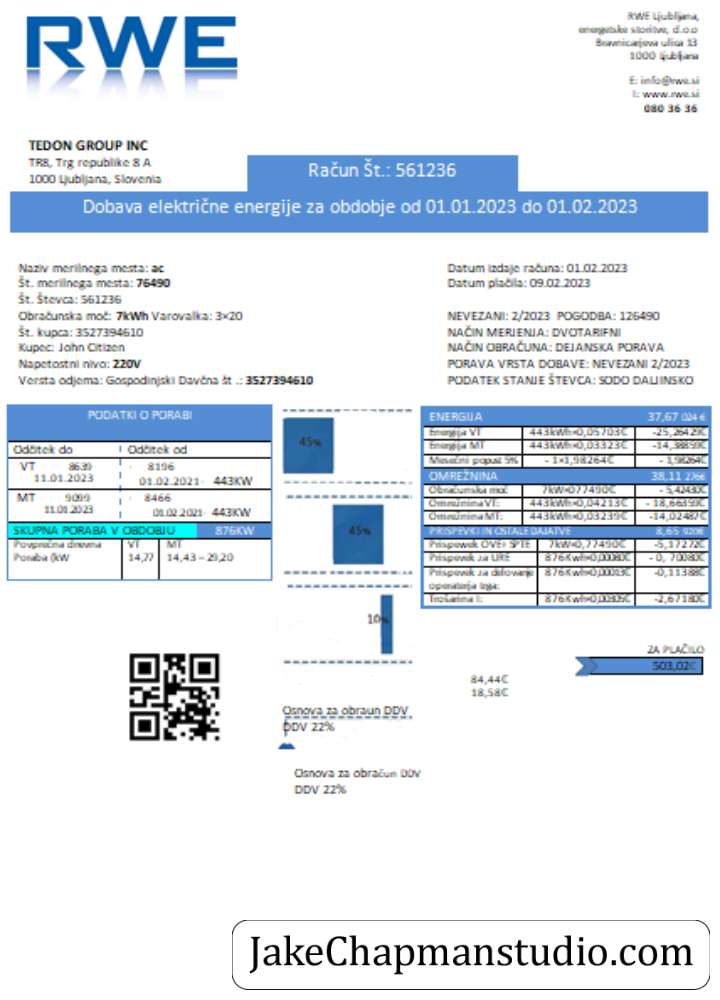 RWE
RWE Ljubljana,
energetske storitve, d.o.o
Bravnicarjeva ulica 13
1000 Ljubljana
E: info@rwe.si
I: www.rwe.si
080 36 36
TEDON GROUP INC
TR8, Trg republike 8 A
1000 Ljubljana, Slovenia
Račun Št.: 561236
Dobava električne energije za obdobje od 01.01.2023 do 01.02.2023
Naziv merilnega mesta: ac
Št. merilnega mesta: 76490
Št. Števca: 561236
Obračunska moč: 7kWh Varovalka: 3×20
Št. kupca: 3527394610
Kupec: John Citizen
Napetostni nivo: 220V
Versta odjema: Gospodinjski Davčna št .: 3527394610
Datum izdaje računa: 01.02.2023
Datum plačila: 09.02.2023
NEVEZANI: 2/2023 POGODBA: 126490
NAČIN MERJENJA: DVOTARIFNI
NAČIN OBRAČUNA: DEJANSKA PORAVA
PORAVA VRSTA DOBAVE: NEVEZANI 2/2023
PODATEK STANJE ŠTEVCA: SODO DALJINSKO
PODATKI O PORABI
Odčitek do Odčitek od
VT 8639 8196
11.01.2023 01.02.2021 443KW
MT 9099 8466
11.01.2023 01.02.2021 443KW
SKUPNA PORABA V OBDOBJU 876KW
Povprečna dnevna VT MT
Poraba (kW 14,77 14,43 – 29,20
45%
45%
10%
ENERGIJA 37,67 024 €
Energija VT 443kWh×0,05703€ -25,26429€
Energija MT 443kWh×0,03323€ -14,38859€
Mesečni popust 5% - 1×1,98264€ - 1,98264€
OMREŽNINA 38,11 276€
Obračunska moč 7kW×077490€ -5,42430€
Omrežnina VT: 443kWh×0,04213€ - 18,66359€
Omrežnina MT: 443kWh×0,03239€ -14,02487€
PRISPEVKI IN OSTALE DAJATVE 8,65 920€
Prispevek OVE+ SPTE 7kW×0,77490€ -5,17272€
Prispevek za URE 876Kwh×0,00080€ - 0, 70080€
Prispevek za delovanje 876Kwh×0,00013€ -0,11388€
operaterja trga:
Trošarina I: 876Kwh×0,00305€ -2,67180€
ZA PLAČILO
503,02€
84,44€
18,58€
Osnova za obraun DDV
DDV 22%
Osnova za obračun DDV
DDV 22%
JakeChapmanstudio.com